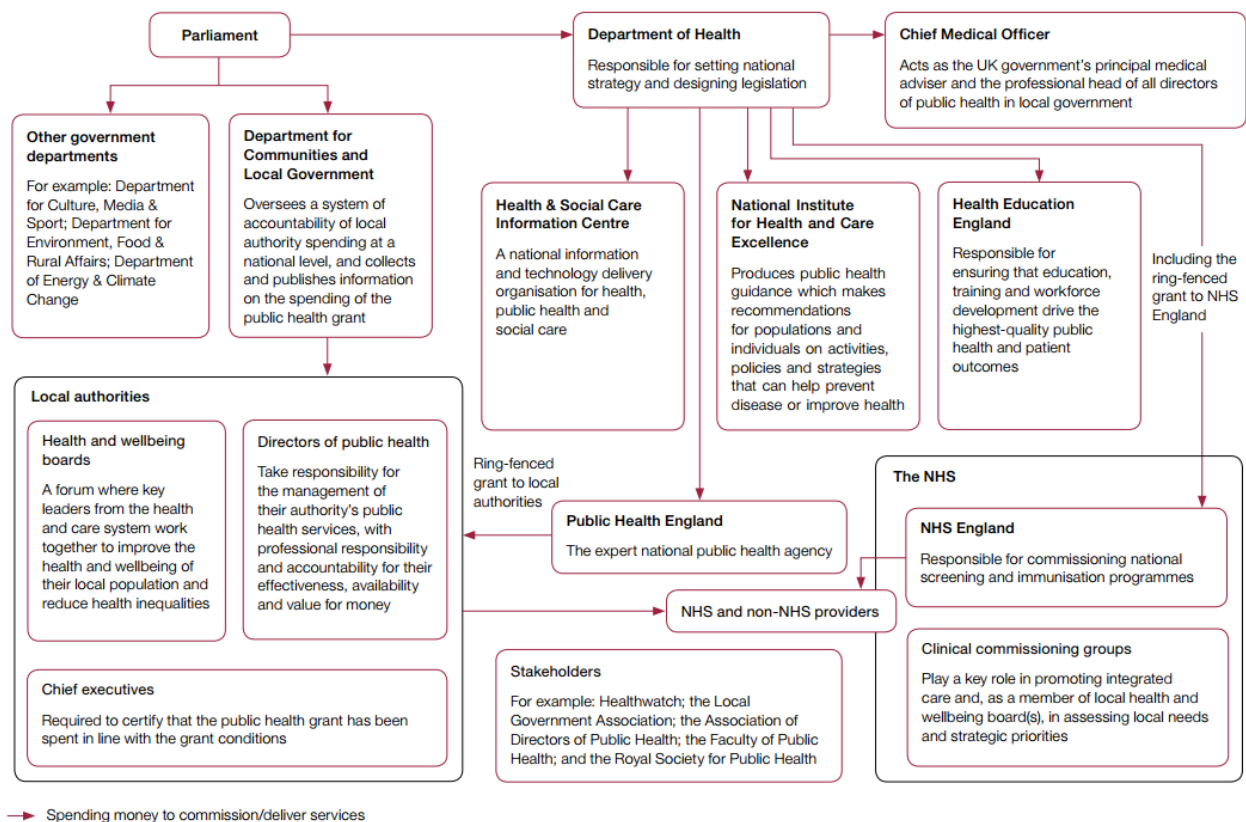 Parliament
Department of Health
Responsible for setting national
strategy and designing legislation
Chief Medical Officer
Acts as the UK government's principal medical
adviser and the professional head of all directors
of public health in local government
Other government
departments
For example: Department
for Culture, Media &
Sport; Department for
Environment, Food &
Rural Affairs; Department
of Energy & Climate
Change
Department for
Communities and
Local Government
Oversees a system of
accountability of local
authority spending at a
national level, and collects
and publishes information
on the spending of the
public health grant
Health & Social Care
Information Centre
A national information
and technology delivery
organisation for health,
public health and
social care
National Institute
for Health and Care
Excellence
Produces public health
guidance which makes
recommendations
for populations and
individuals on activities,
policies and strategies
that can help prevent
disease or improve health
Health Education
England
Responsible for
ensuring that education,
training and workforce
development drive the
highest-quality public
health and patient
outcomes
Including the
ring-fenced
grant to NHS
England
Local authorities
Health and wellbeing
boards
A forum where key
leaders from the health
and care system work
together to improve the
health and wellbeing of
their local population and
reduce health inequalities
Directors of public health
Take responsibility for
the management of
their authority's public
health services, with
professional responsibility
and accountability for their
effectiveness, availability
and value for money
Chief executives
Required to certify that the public health grant has been
spent in line with the grant conditions
Ring-fenced
grant to local
authorities
Public Health England
The expert national public health agency
NHS and non-NHS providers
Stakeholders
For example: Healthwatch; the Local
Government Association; the Association of
Directors of Public Health; the Faculty of Public
Health; and the Royal Society for Public Health
The NHS
NHS England
Responsible for commissioning national
screening and immunisation programmes
Clinical commissioning groups
Play a key role in promoting integrated
care and, as a member of local health and
wellbeing board(s), in assessing local needs
and strategic priorities
Spending money to commission/deliver services